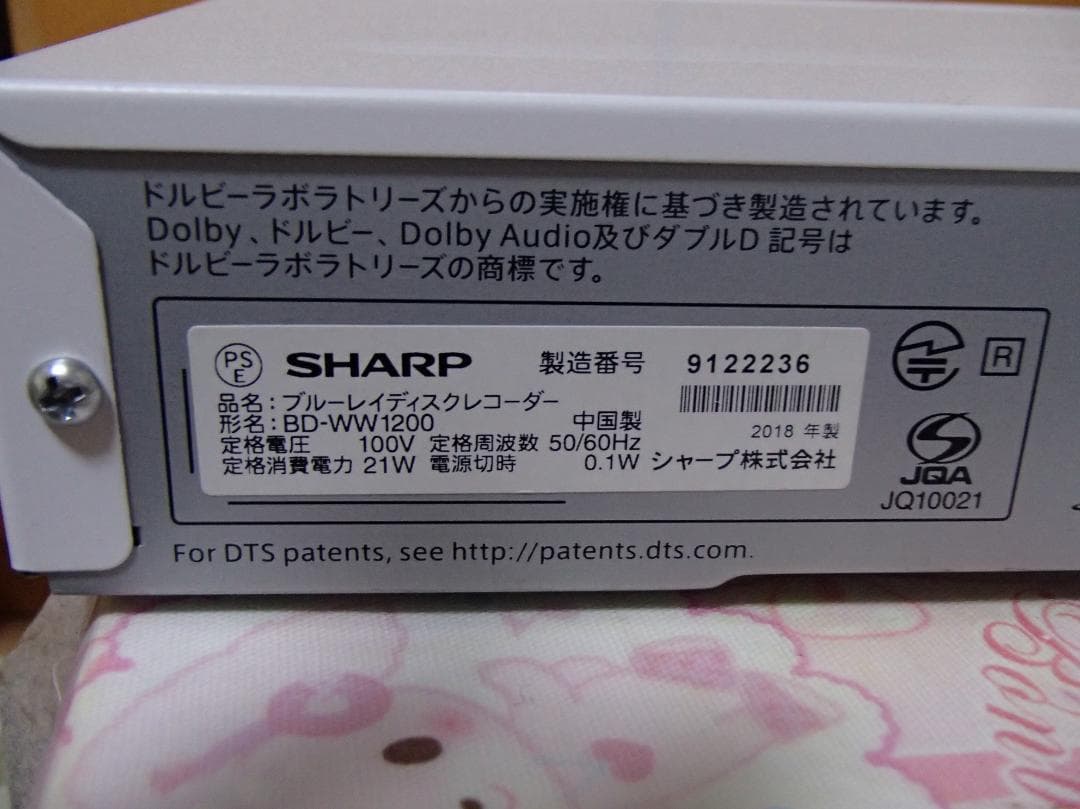 ドルビーラボラトリーズからの実施権に基づき製造されています。
Dolby、ドルビー、Dolby Audio及びダブルD 記号は
ドルビーラボラトリーズの商標です。
PS
E
SHARP 製造番号 9122236
品名:ブルーレイディスクレコーダー
形名:BD-WW1200 中国製
2018 年製
定格電圧 100V 定格周波数 50/60Hz
定格消費電力 21W 電源切時 0.1W シャープ株式会社
R
JQA
JQ10021
For DTS patents, see http://patents.dts.com.